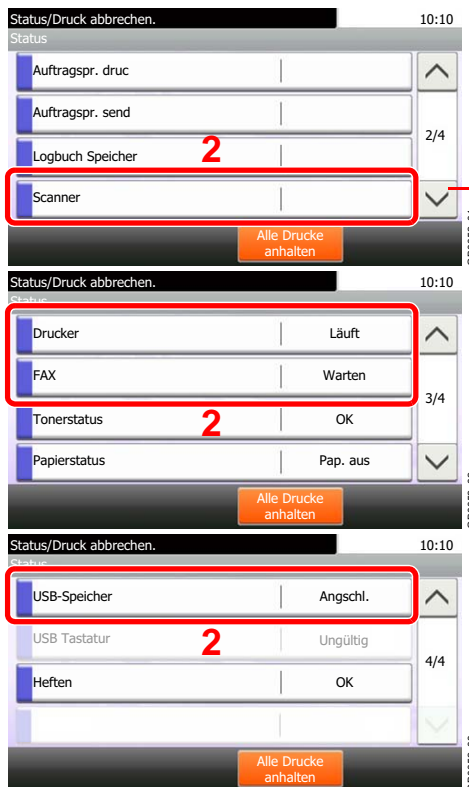 Status/Druck abbrechen. 10:10
Status
Auftragspr. druc
Auftragspr. send
2/4
Logbuch Speicher
2
Scanner
Alle Drucke
anhalten
Status/Druck abbrechen. 10:10
Status
Drucker Läuft
FAX Warten
3/4
Tonerstatus OK
2
Papierstatus Pap. aus
Alle Drucke
anhalten
Status/Druck abbrechen. 10:10
Status
USB-Speicher Angschl.
USB Tastatur Ungültig
2
4/4
Heften OK
Alle Drucke
anhalten